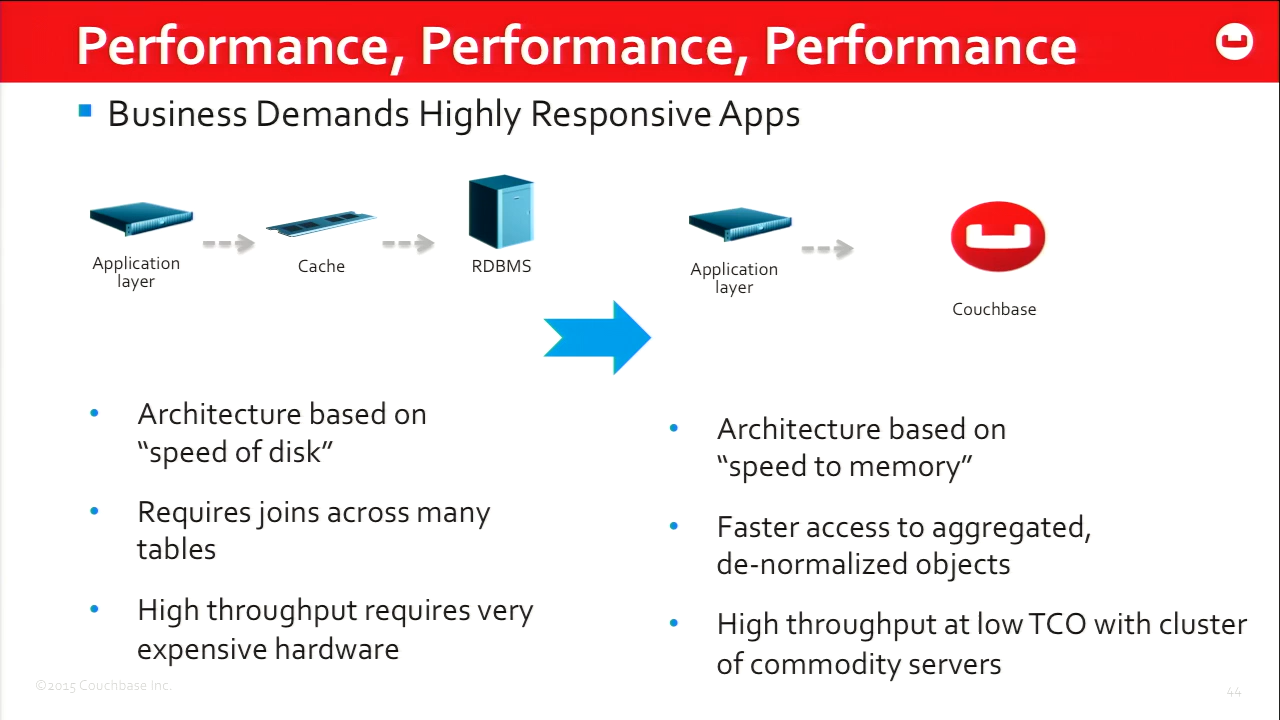 Performance, Performance, Performance
Business Demands Highly Responsive Apps
Application
layer
Cache
RDBMS
Application
layer
Couchbase
Architecture based on
“speed of disk”
Requires joins across many
tables
High throughput requires very
expensive hardware
Architecture based on
“speed to memory”
Faster access to aggregated,
de-normalized objects
High throughput at low TCO with cluster
of commodity servers
©2015 Couchbase Inc.
44